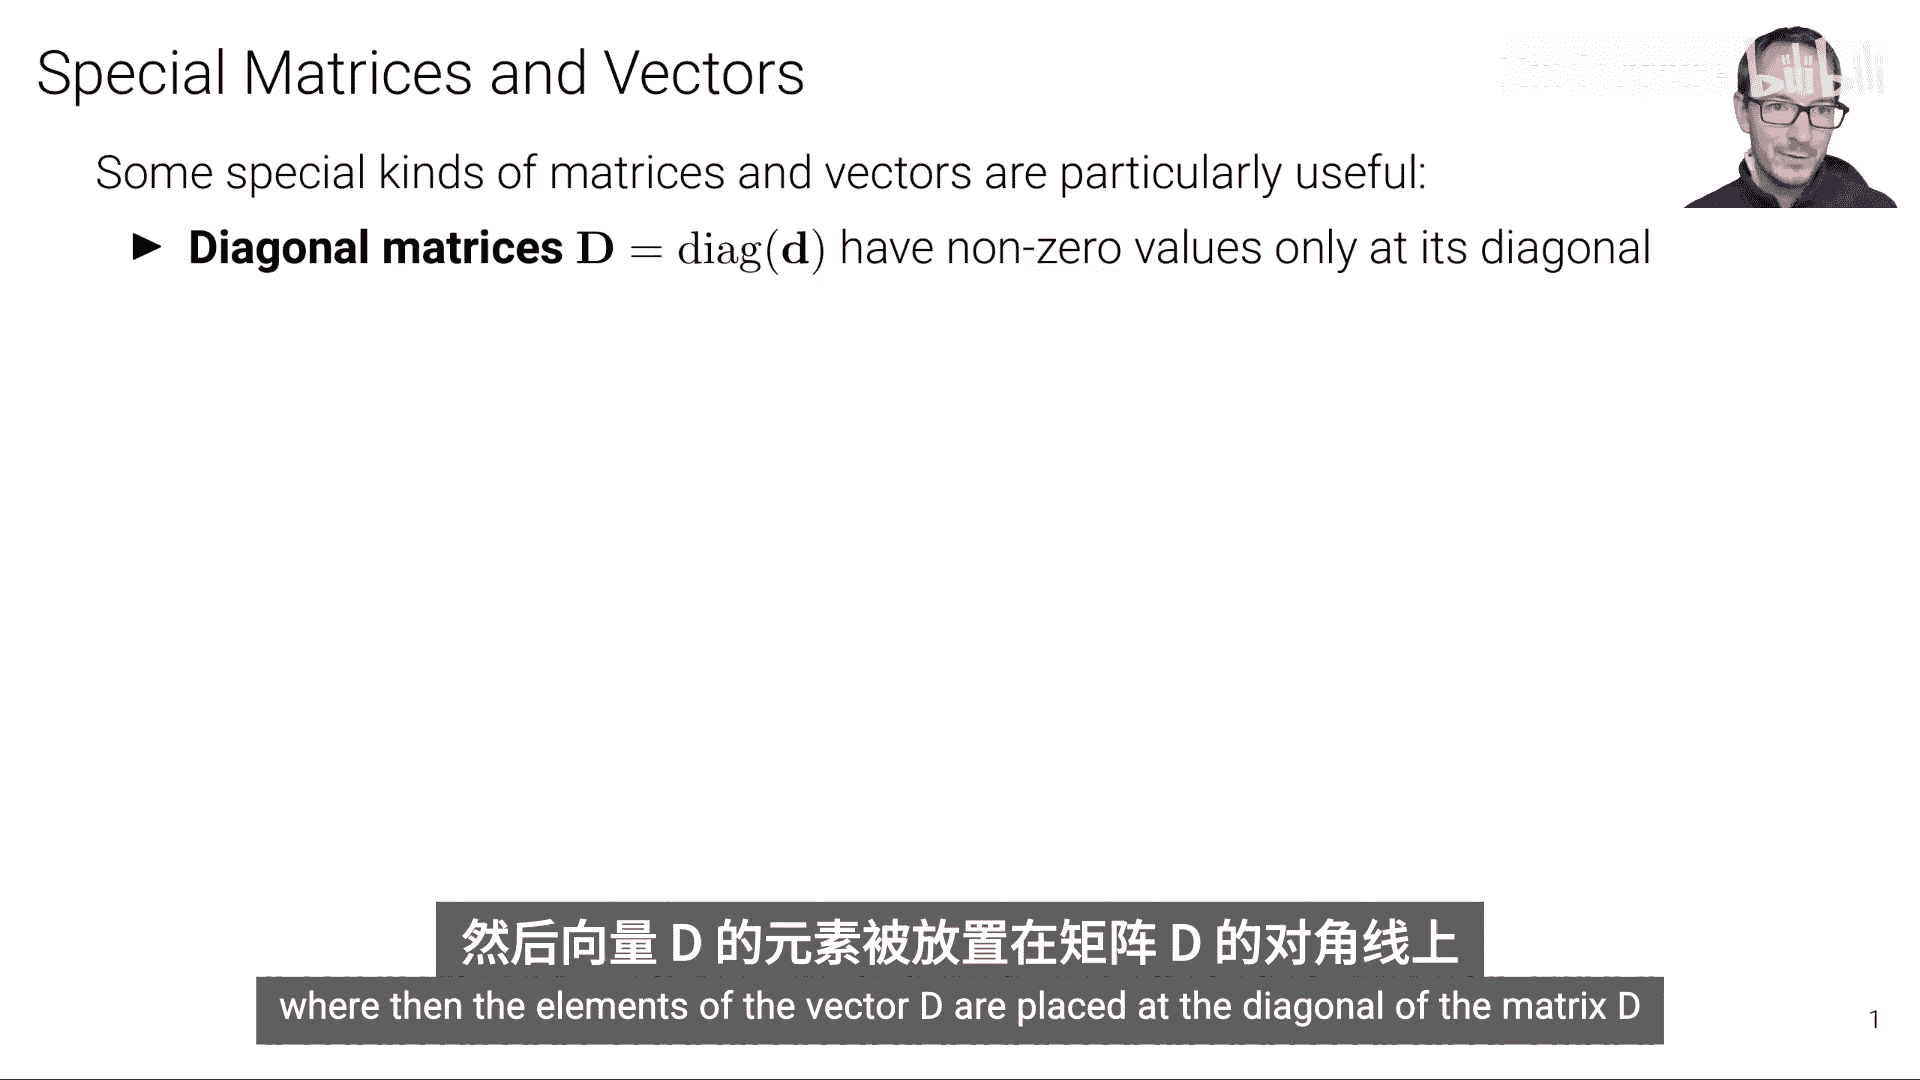 Special Matrices and Vectors
bilibili
Some special kinds of matrices and vectors are particularly useful:
▶ Diagonal matrices D = diag(d) have non-zero values only at its diagonal
然后向量 D 的元素被放置在矩阵 D 的对角线上
where then the elements of the vector D are placed at the diagonal of the matrix D
1